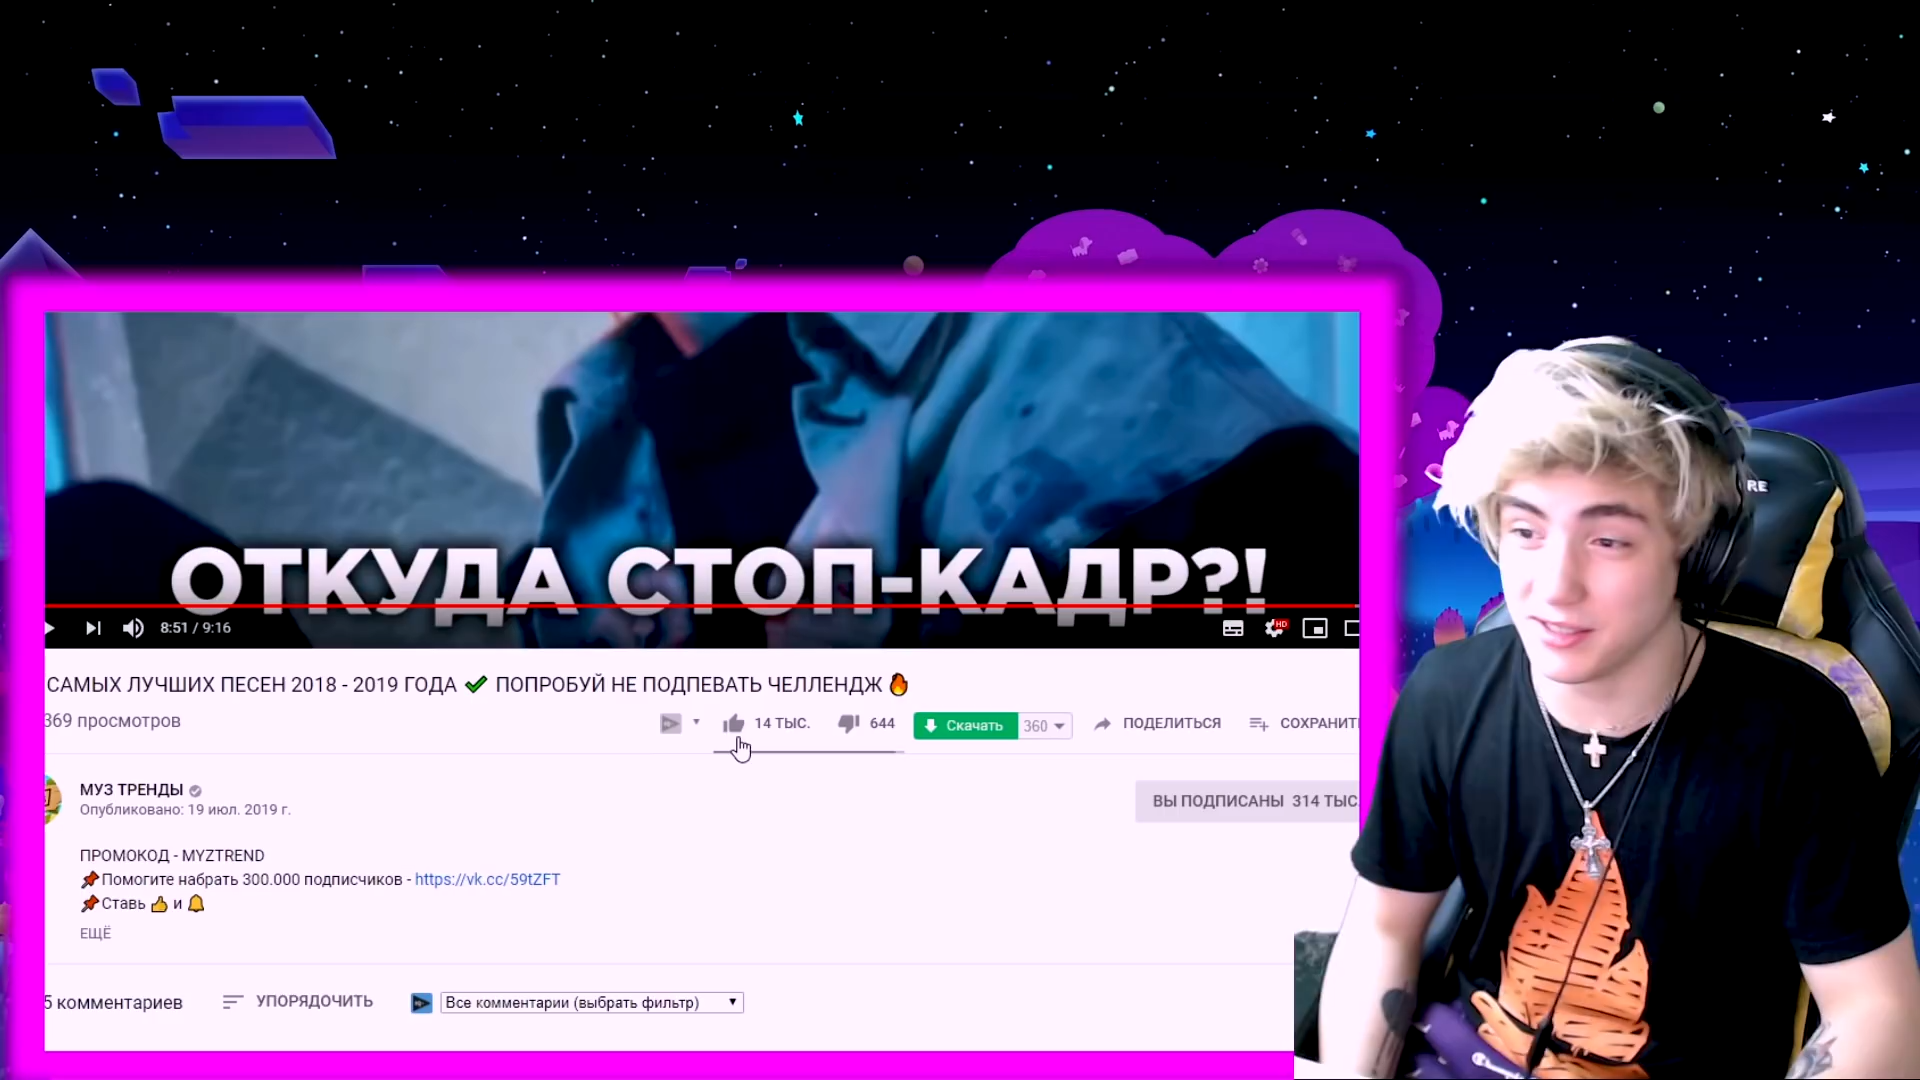 RE
ОТКУДА СТОП-КАДР?!
8:51 / 9:16
HD
САМЫХ ЛУЧШИХ ПЕСЕН 2018 - 2019 ГОДА ✔ ПОПРОБУЙ НЕ ПОДПЕВАТЬ ЧЕЛЛЕНДЖ 🔥
369 просмотров
14 ТЫС. 644 Скачать 360 ПОДЕЛИТЬСЯ СОХРАНИТЬ
МУЗ ТРЕНДЫ
Опубликовано: 19 июл. 2019 г.
ВЫ ПОДПИСАНЫ 314 ТЫС.
ПРОМОКОД - MYZTREND
📌Помогите набрать 300.000 подписчиков - https://vk.cc/59tZFT
📌Ставь 👍 и 🔔
ЕЩЁ
5 комментариев УПОРЯДОЧИТЬ Все комментарии (выбрать фильтр)